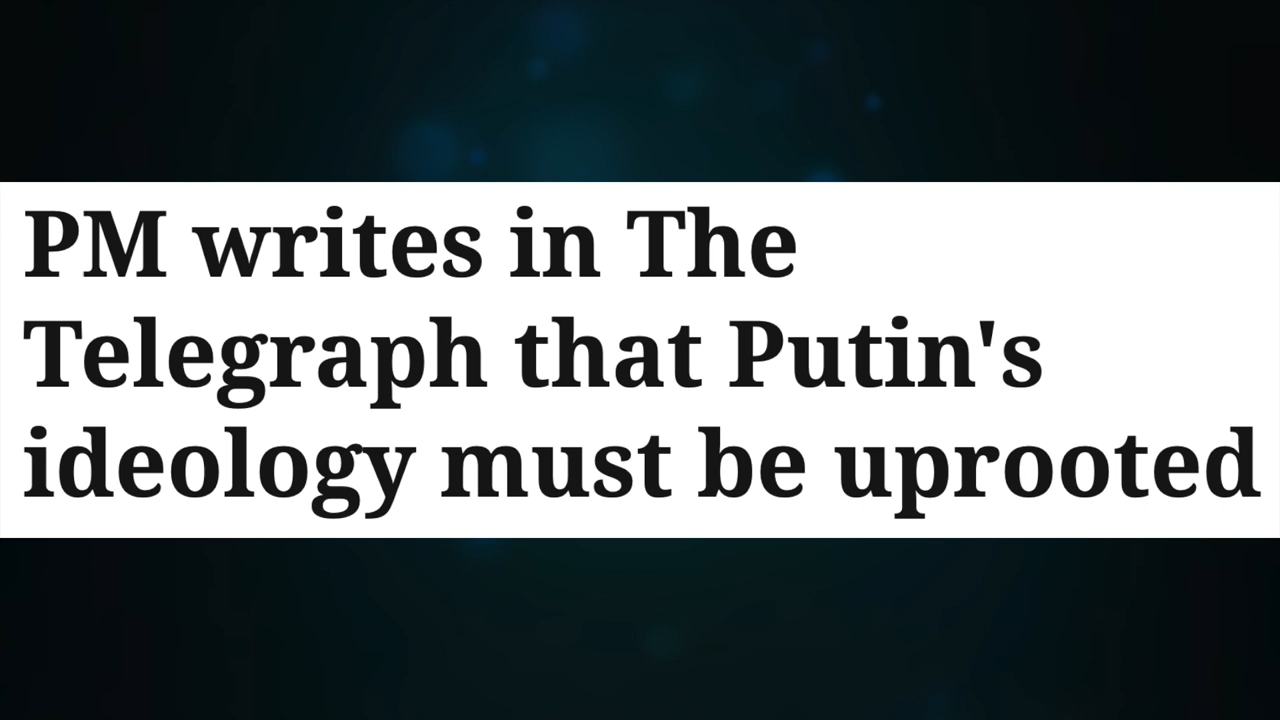 PM writes in The
Telegraph that Putin's
ideology must be uprooted